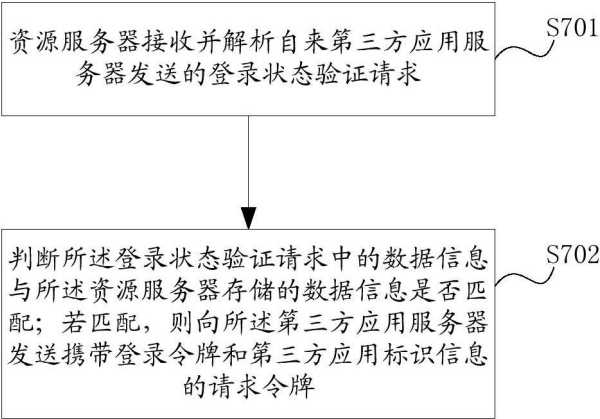 资源服务器接收并解析自来第三方应用服
务器发送的登录状态验证请求
S701
判断所述登录状态验证请求中的数据信息
与所述资源服务器存储的数据信息是否匹
配；若匹配，则向所述第三方应用服务器
发送携带登录令牌和第三方应用标识信息
的请求令牌
S702